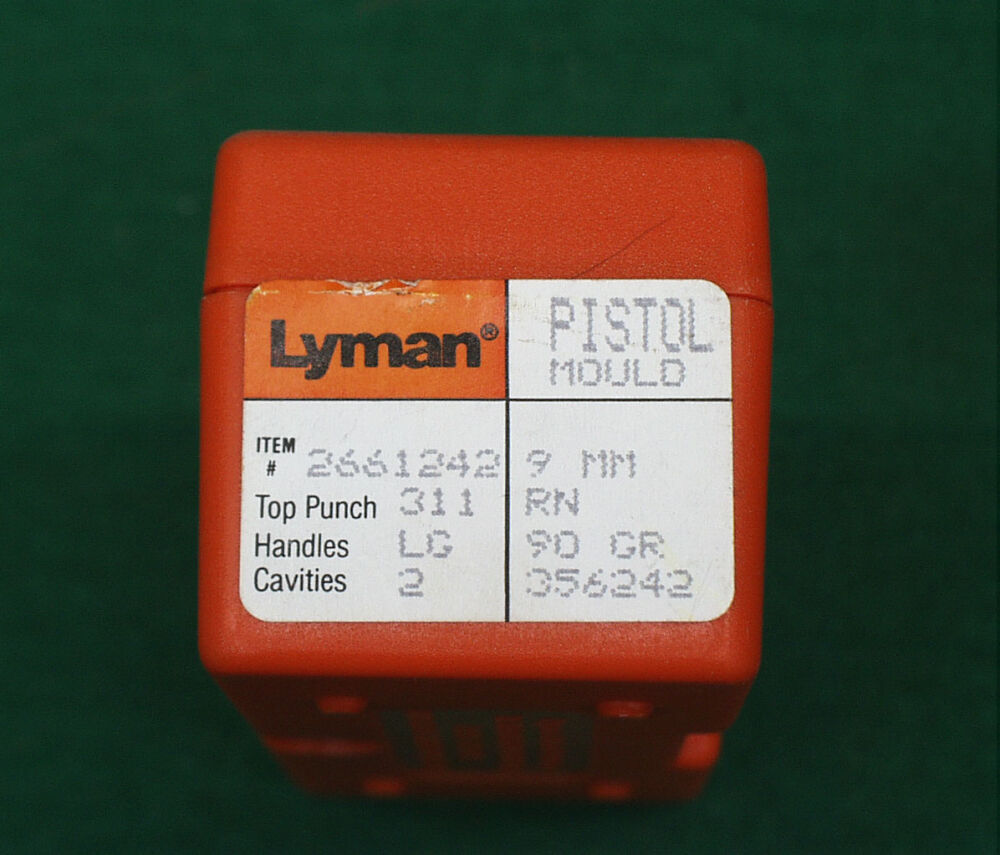 Lyman®
PISTOL
MOULD
ITEM # 2661242
Top Punch 311
Handles LG
Cavities 2
9 MM
RN
90 GR
356242